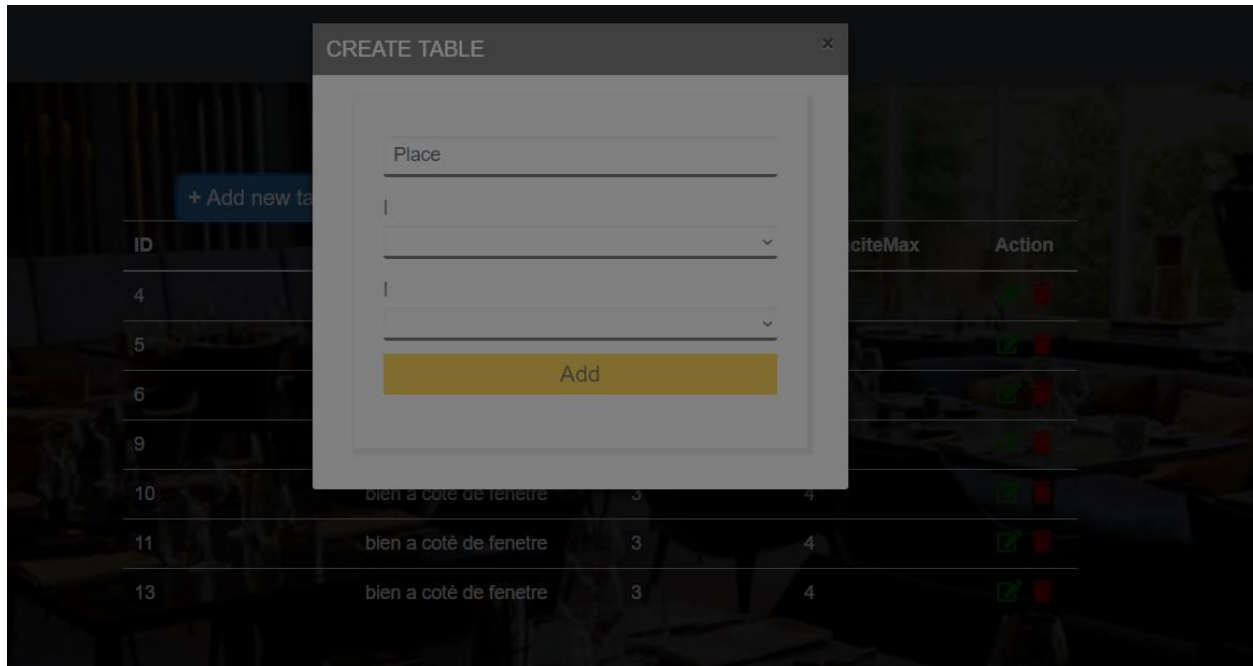 CREATE TABLE ×
Place
+ Add new ta
l
ID citeMax Action
4
l
5
6
Add
9
10 bien a coté de fenetre 3 4
11 bien a coté de fenetre 3 4
13 bien a coté de fenetre 3 4